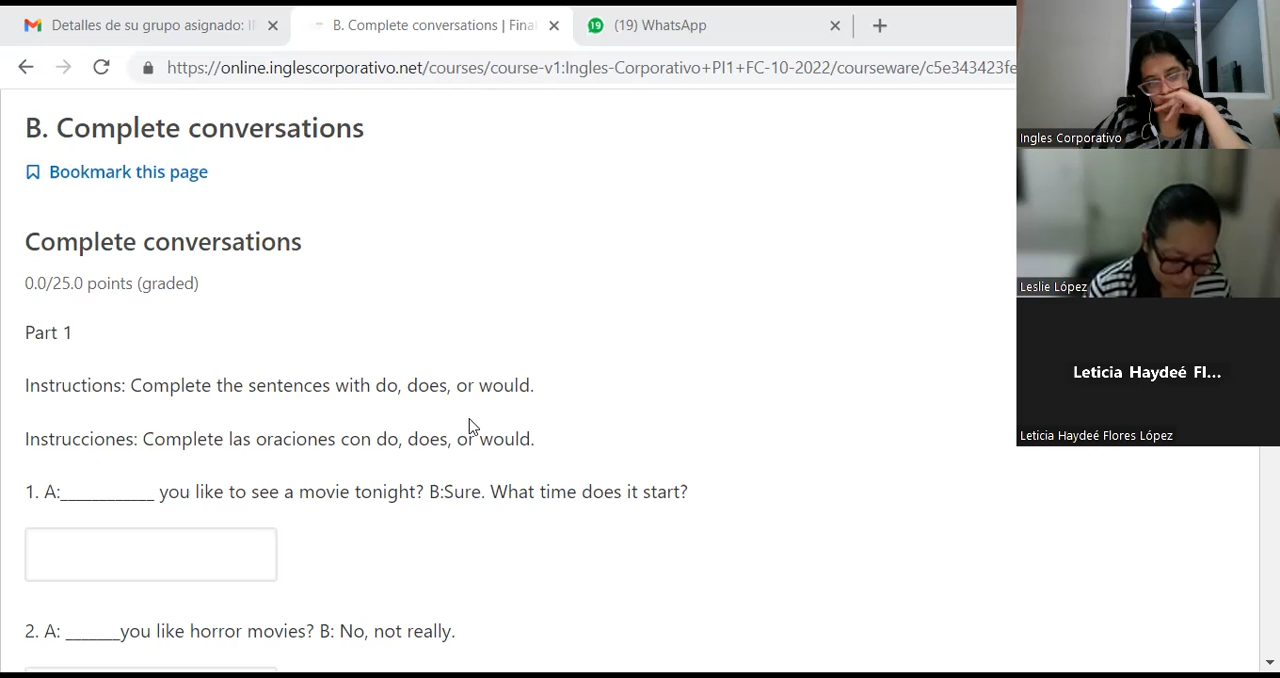 Detalles de su grupo asignado: I
B. Complete conversations | Fina
19
(19) WhatsApp
https://online.inglescorporativo.net/courses/course-v1:Ingles-Corporativo+PI1+FC-10-2022/courseware/c5e343423fe
B. Complete conversations
Bookmark this page
Complete conversations
0.0/25.0 points (graded)
Part 1
Instructions: Complete the sentences with do, does, or would.
Instrucciones: Complete las oraciones con do, does, or would.
1. A:____________ you like to see a movie tonight? B:Sure. What time does it start?
2. A: _______you like horror movies? B: No, not really.
Ingles Corporativo
Leslie López
Leticia Haydeé Fl...
Leticia Haydeé Flores López